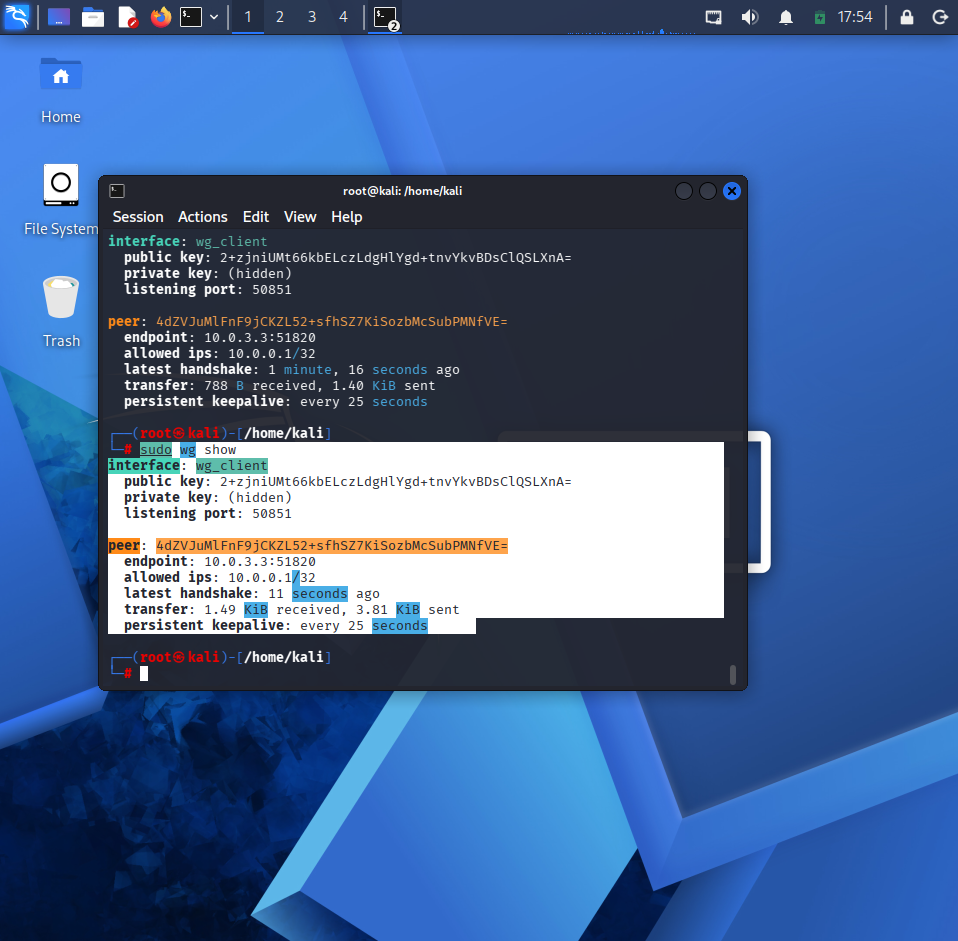 1 2 3 4 2 17:54
Home
File System
Trash
root@kali: /home/kali
Session Actions Edit View Help
interface: wg_client
public key: 2+zjniUMt66kbELczLdgHlYgd+tnvYkvBDsClQSLXnA=
private key: (hidden)
listening port: 50851
peer: 4dZVJuMlFnF9jCKZL52+sfhSZ7KiSozbMcSubPMNfVE=
endpoint: 10.0.3.3:51820
allowed ips: 10.0.0.1/32
latest handshake: 1 minute, 16 seconds ago
transfer: 788 B received, 1.40 KiB sent
persistent keepalive: every 25 seconds
┌──(root㉿kali)-[/home/kali]
└─# sudo wg show
interface: wg_client
public key: 2+zjniUMt66kbELczLdgHlYgd+tnvYkvBDsClQSLXnA=
private key: (hidden)
listening port: 50851
peer: 4dZVJuMlFnF9jCKZL52+sfhSZ7KiSozbMcSubPMNfVE=
endpoint: 10.0.3.3:51820
allowed ips: 10.0.0.1/32
latest handshake: 11 seconds ago
transfer: 1.49 KiB received, 3.81 KiB sent
persistent keepalive: every 25 seconds
┌──(root㉿kali)-[/home/kali]
└─#